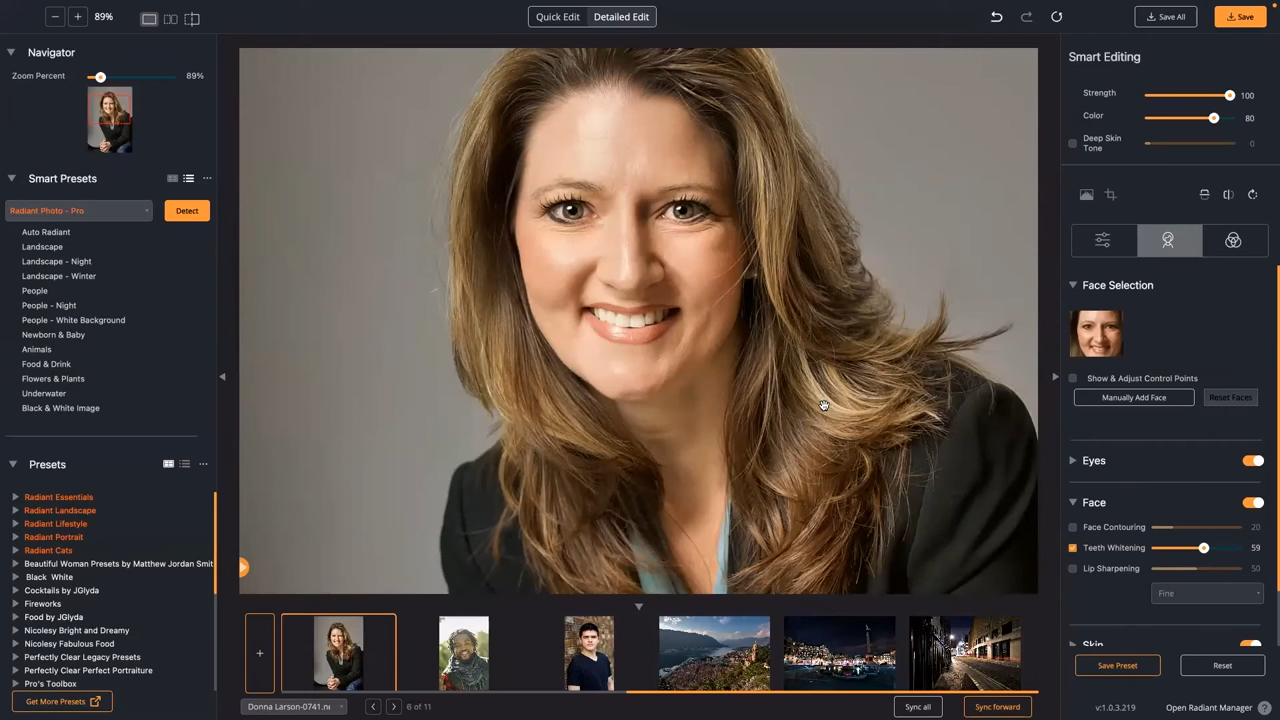 89%
Quick Edit
Detailed Edit
Save All
Save
Navigator
Zoom Percent
89%
Smart Presets
Radiant Photo - Pro
Detect
Auto Radiant
Landscape
Landscape - Night
Landscape - Winter
People
People - Night
People - White Background
Newborn & Baby
Animals
Food & Drink
Flowers & Plants
Underwater
Black & White Image
Presets
Radiant Essentials
Radiant Landscape
Radiant Lifestyle
Radiant Portrait
Radiant Cats
Beautiful Woman Presets by Matthew Jordan Smit
Black White
Cocktails by JGlyda
Fireworks
Food by JGlyda
Nicolesy Bright and Dreamy
Nicolesy Fabulous Food
Perfectly Clear Legacy Presets
Perfectly Clear Perfect Portraiture
Pro's Toolbox
Get More Presets
Donna Larson-0741.ne
6 of 11
Sync all
Sync forward
Smart Editing
Strength 100
Color 80
Deep Skin
Tone 0
Face Selection
Show & Adjust Control Points
Manually Add Face
Reset Faces
Eyes
Face
Face Contouring 20
Teeth Whitening 59
Lip Sharpening 50
Fine
Skin
Save Preset
Reset
v:1.0.3.219
Open Radiant Manager
?